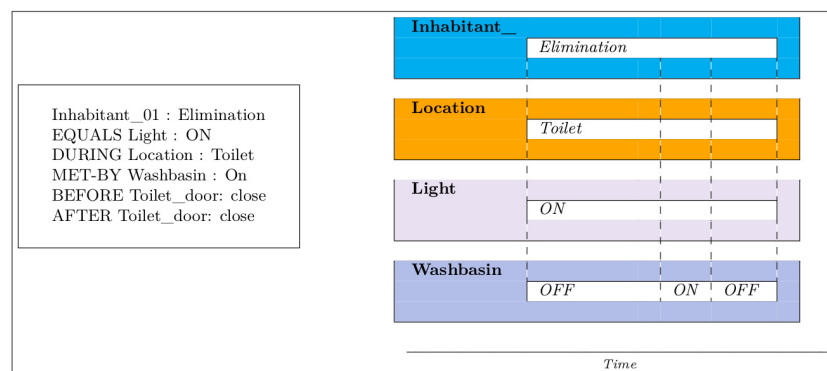 Inhabitant_01 : Elimination
EQUALS Light : ON
DURING Location : Toilet
MET-BY Washbasin : On
BEFORE Toilet_door: close
AFTER Toilet_door: close
Inhabitant_
Elimination
Location
Toilet
Light
ON
Washbasin
OFF ON OFF
Time